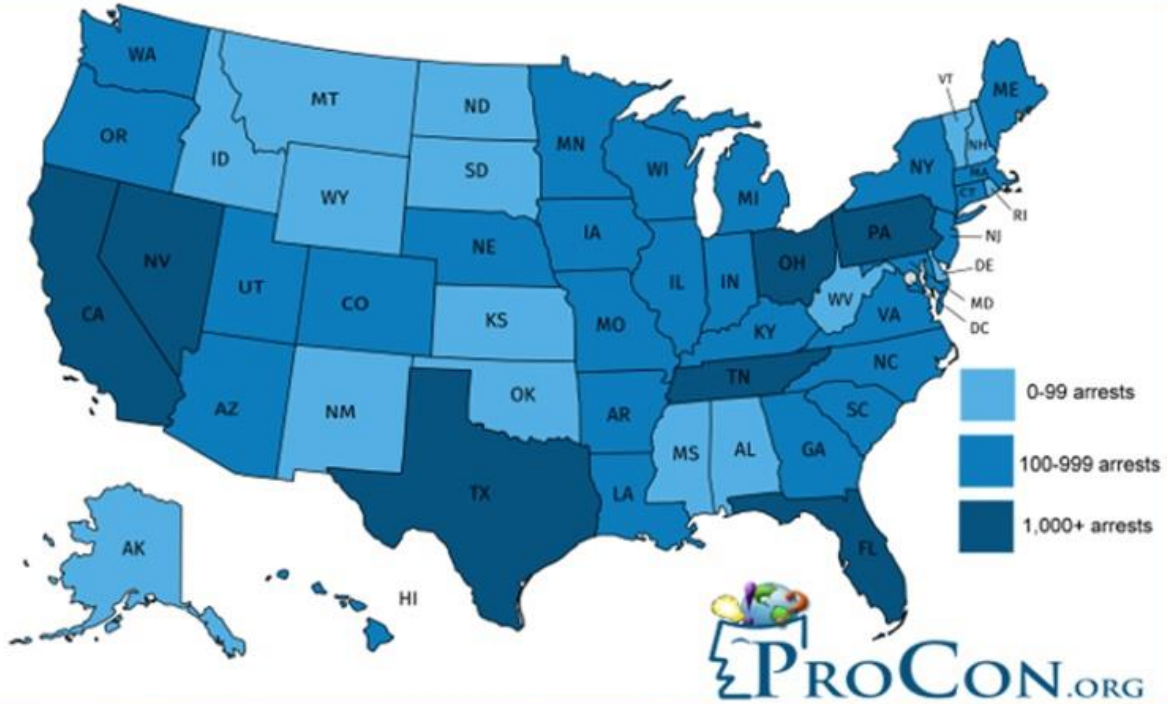 WA
MT
ND
MN
VT
ME
OR
ID
SD
WI
MI
NY
NH
MA
CT
RI
WY
IA
PA
NJ
NE
OH
DE
NV
UT
CO
IL
IN
WV
MD
CA
KS
MO
KY
VA
DC
TN
NC
AZ
NM
OK
AR
SC
0-99 arrests
MS
AL
GA
100-999 arrests
TX
LA
1,000+ arrests
AK
FL
HI
PROCON.ORG